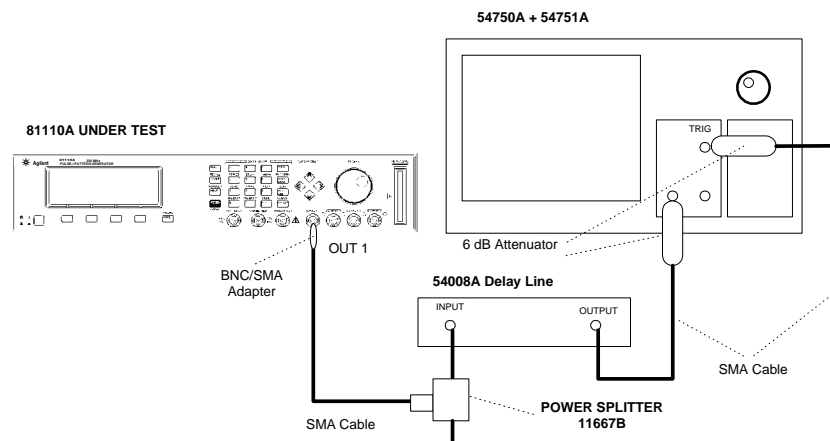 54750A + 54751A
81110A UNDER TEST
TRIG
Agilent
OUT 1
6 dB Attenuator
BNC/SMA
Adapter
54008A Delay Line
INPUT
OUTPUT
SMA Cable
POWER SPLITTER
11667B
SMA Cable